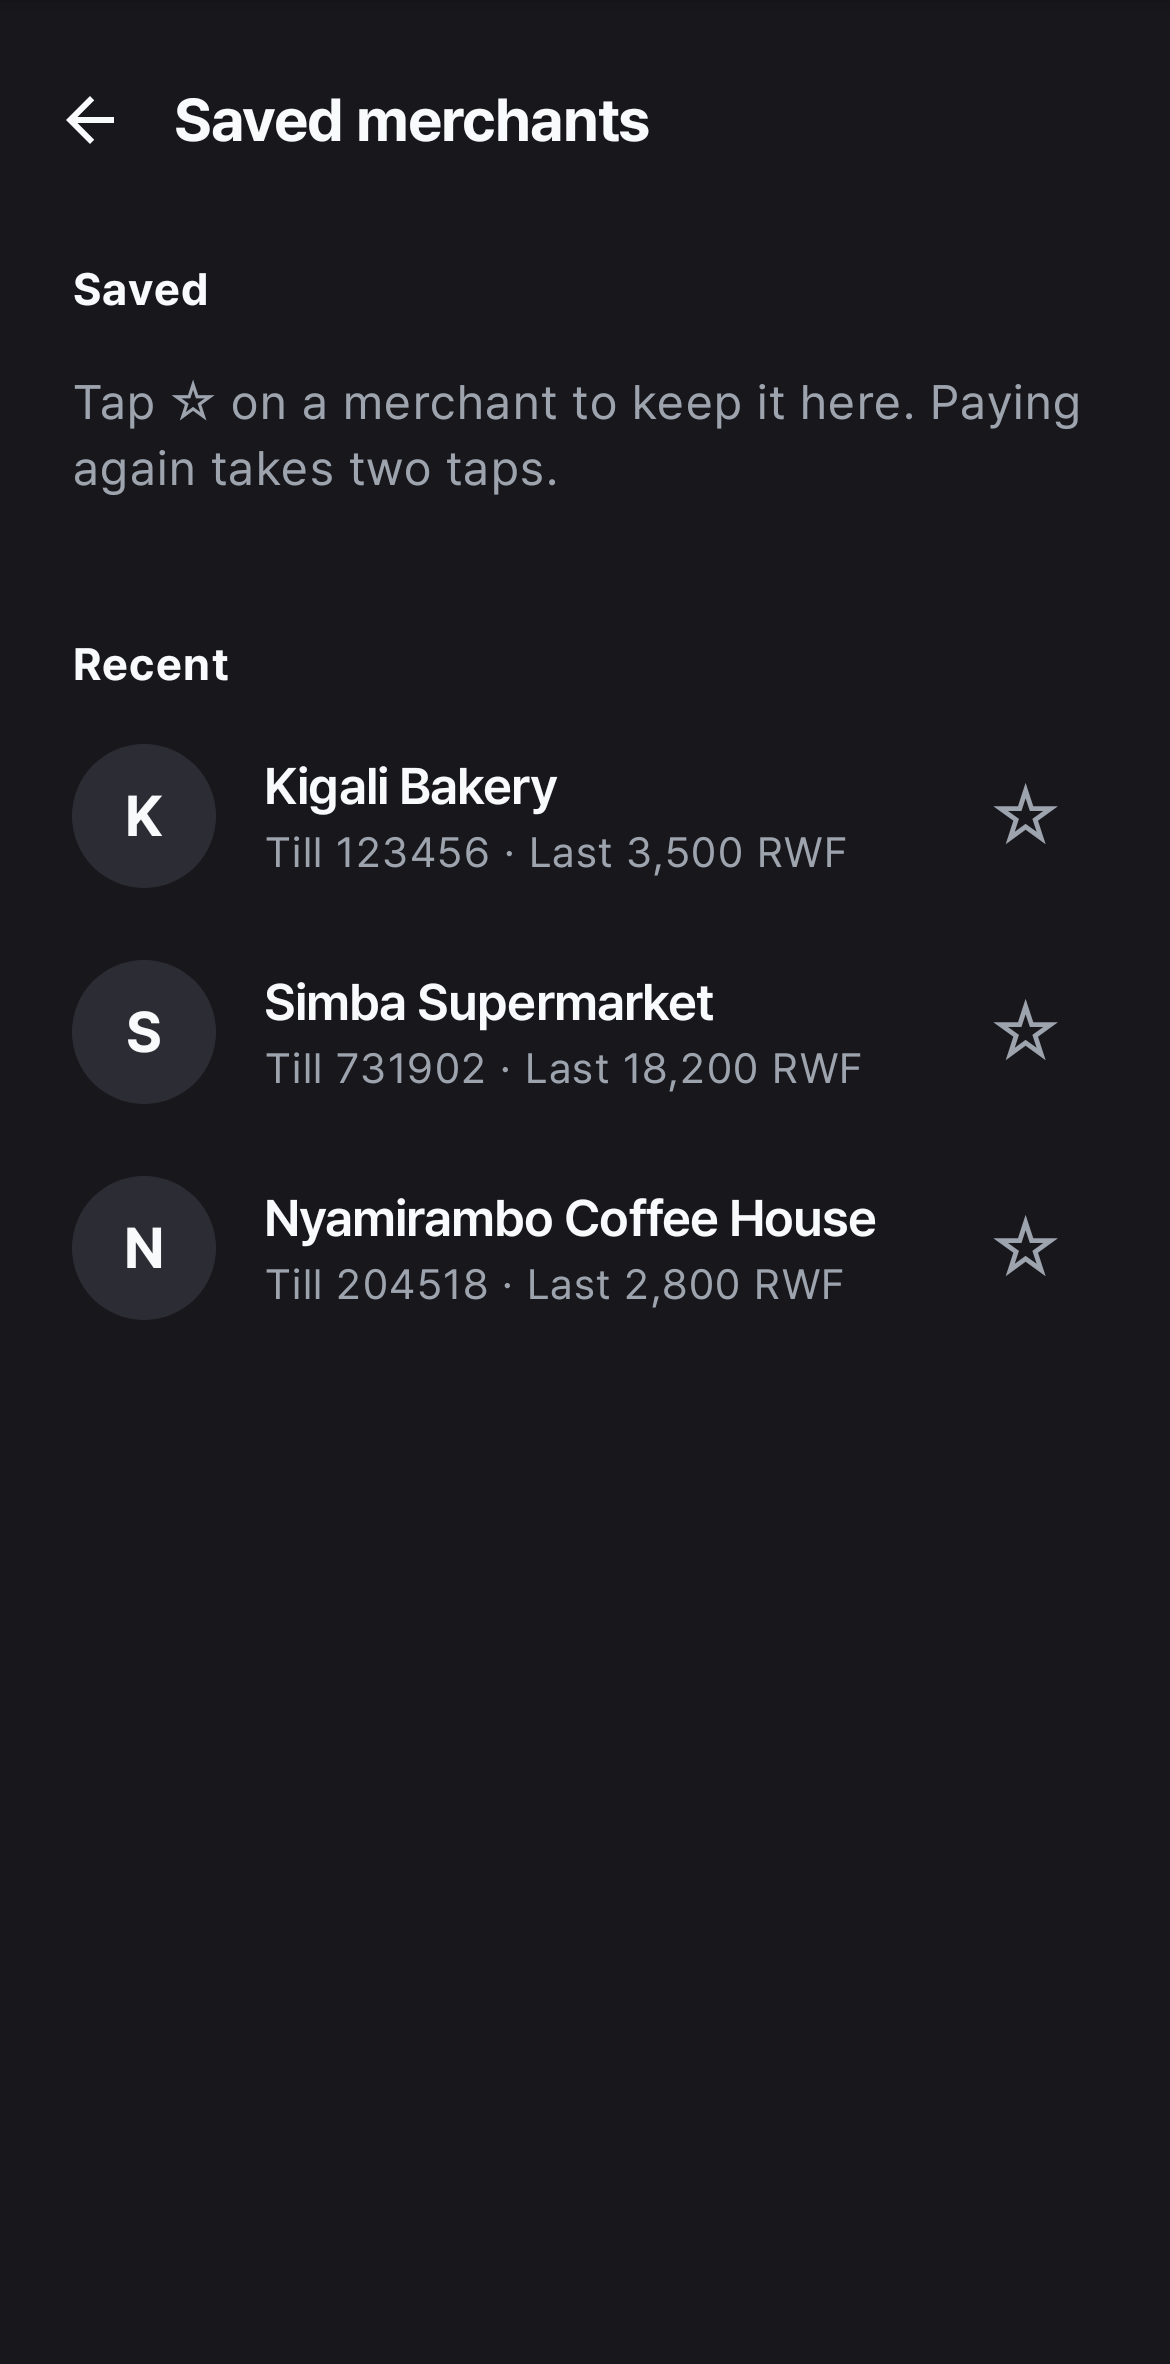 Saved merchants
Saved
Tap ☆ on a merchant to keep it here. Paying
again takes two taps.
Recent
K
Kigali Bakery
Till 123456 · Last 3,500 RWF
S
Simba Supermarket
Till 731902 · Last 18,200 RWF
N
Nyamirambo Coffee House
Till 204518 · Last 2,800 RWF